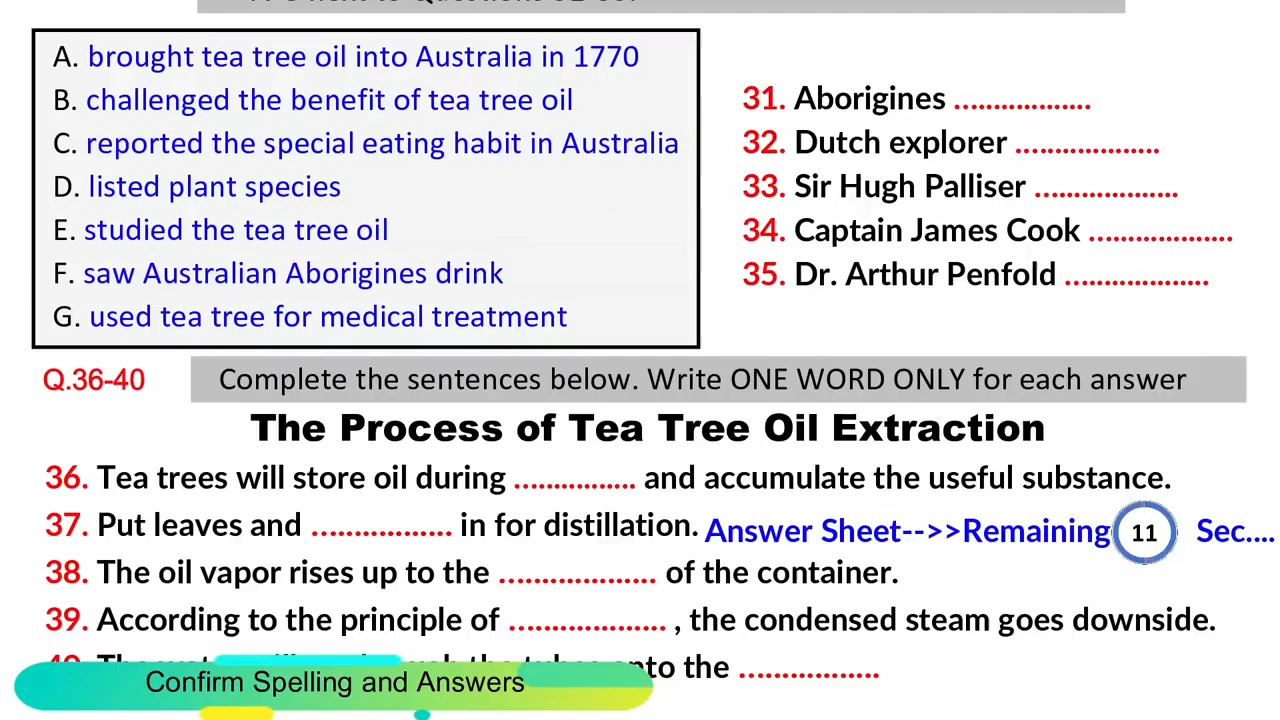 A. brought tea tree oil into Australia in 1770
B. challenged the benefit of tea tree oil
C. reported the special eating habit in Australia
D. listed plant species
E. studied the tea tree oil
F. saw Australian Aborigines drink
G. used tea tree for medical treatment
31. Aborigines ..................
32. Dutch explorer ...................
33. Sir Hugh Palliser ...................
34. Captain James Cook ...................
35. Dr. Arthur Penfold ...................
Q.36-40 Complete the sentences below. Write ONE WORD ONLY for each answer
The Process of Tea Tree Oil Extraction
36. Tea trees will store oil during ................ and accumulate the useful substance.
37. Put leaves and .................. in for distillation.
Answer Sheet-->>Remaining 11 Sec....
38. The oil vapor rises up to the .................... of the container.
39. According to the principle of .................... , the condensed steam goes downside.
the ..................
Confirm Spelling and Answers